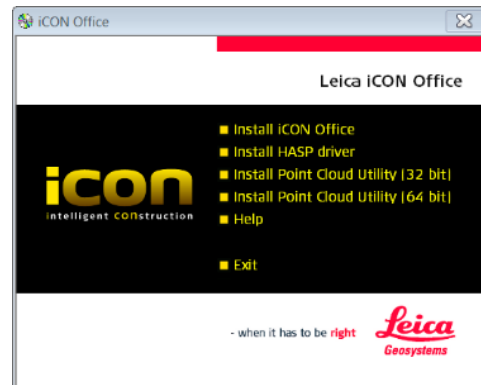 iCON Office
Leica iCON Office
Install iCON Office
Install HASP driver
Install Point Cloud Utility (32 bit)
Install Point Cloud Utility (64 bit)
Help
Exit
icon
intelligent CONstruction
- when it has to be right
Leica
Geosystems